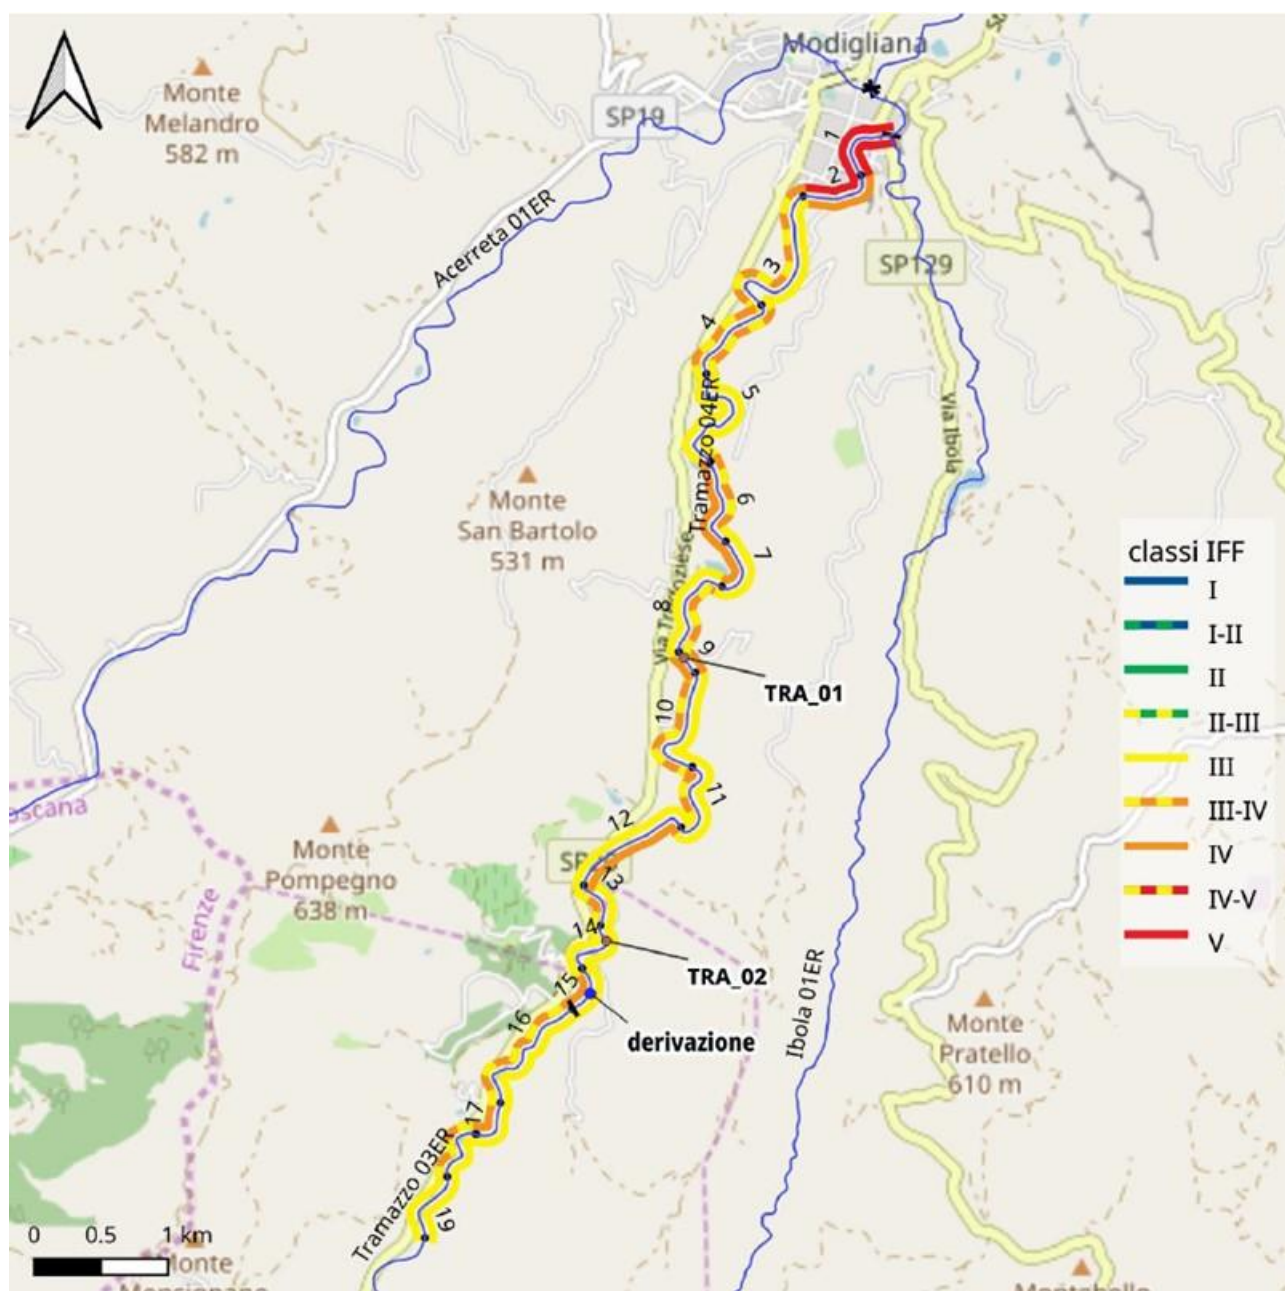 Modigliana
Monte
Melandro
582 m
SP19
1
2
Acerreta 01ER
SP129
3
4
5
Tramazzo 04ER
Via Ibola
6
Monte
San Bartolo
531 m
7
classi IFF
I
I-II
II
II-III
III
III-IV
IV
IV-V
V
8
9
TRA_01
10
11
oscana
12
Monte
Pompegno
638 m
13
Firenze
14
TRA_02
15
derivazione
16
Ibola 01ER
Monte
Pratello
610 m
17
Tramazzo 03ER
19
0 0.5 1 km
Monte